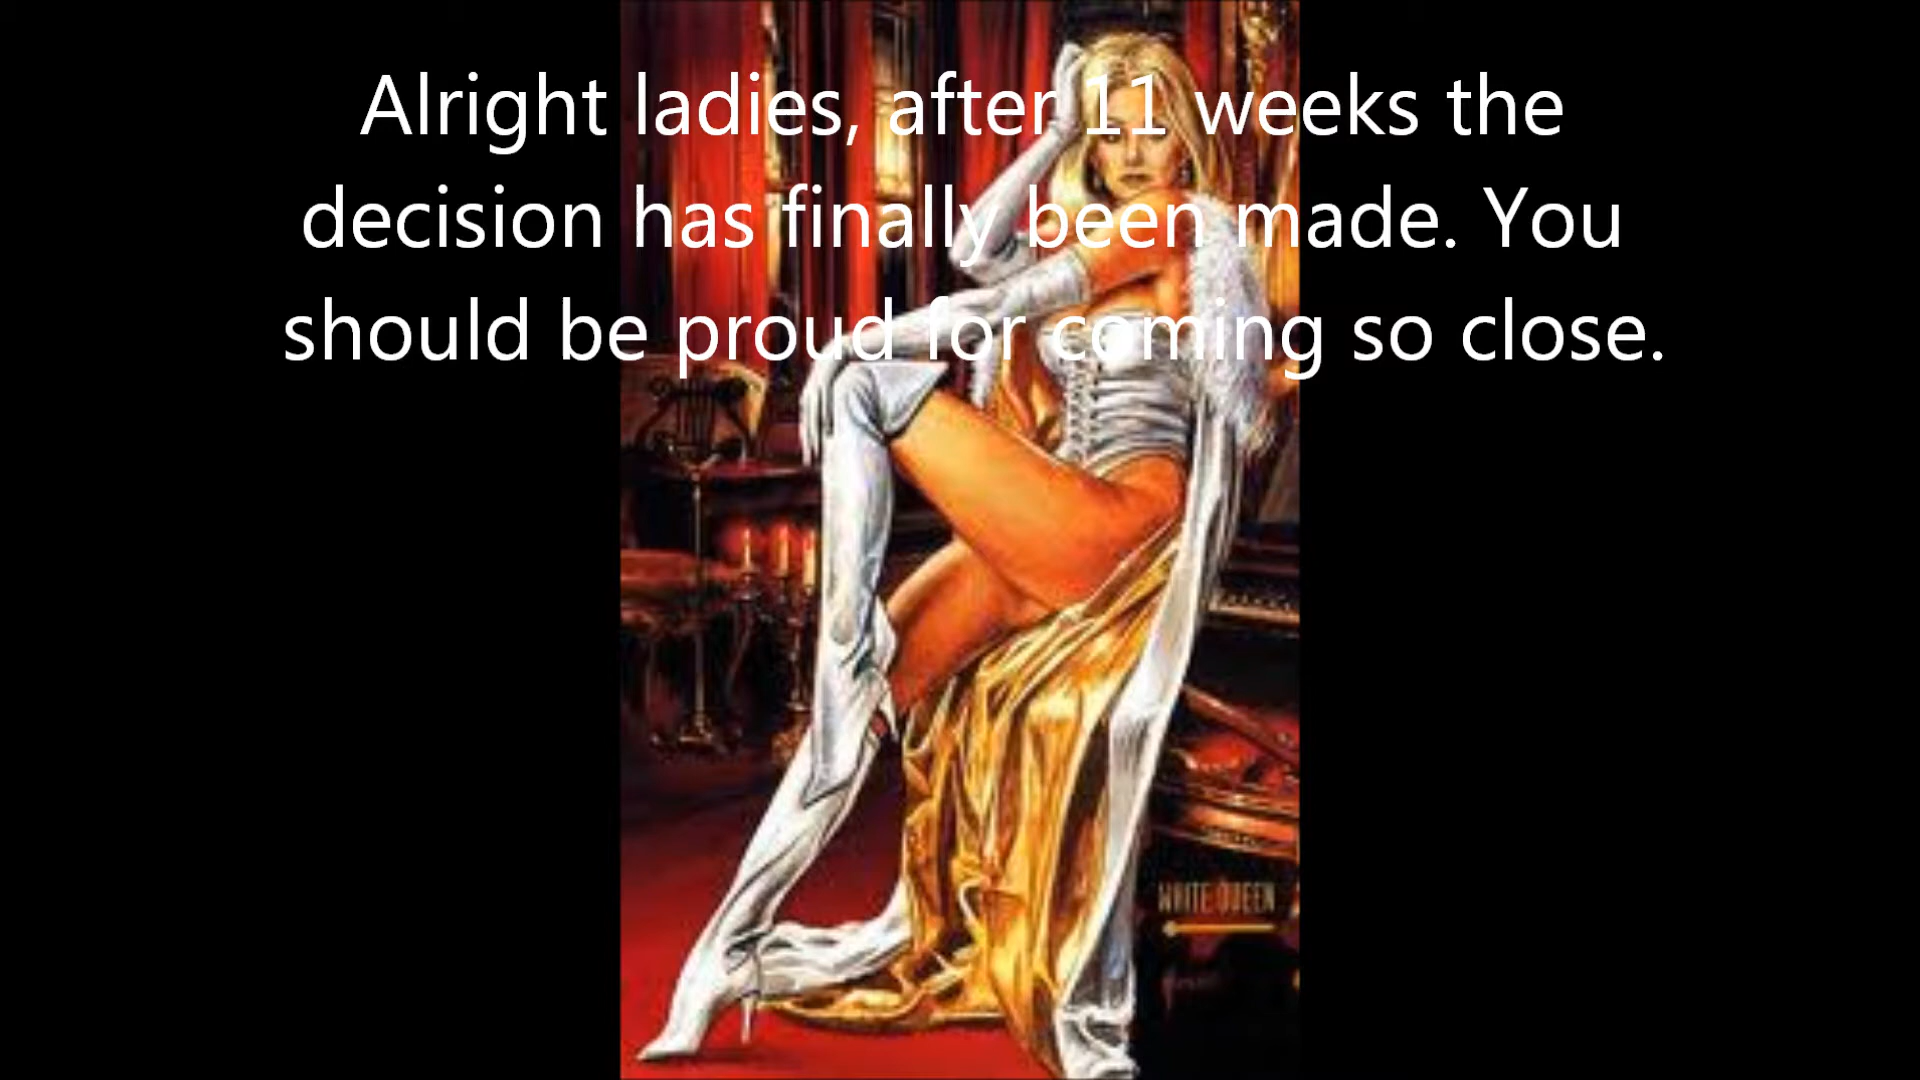 Alright ladies, after 11 weeks the
decision has finally been made. You
should be proud for coming so close.
WHITE QUEEN